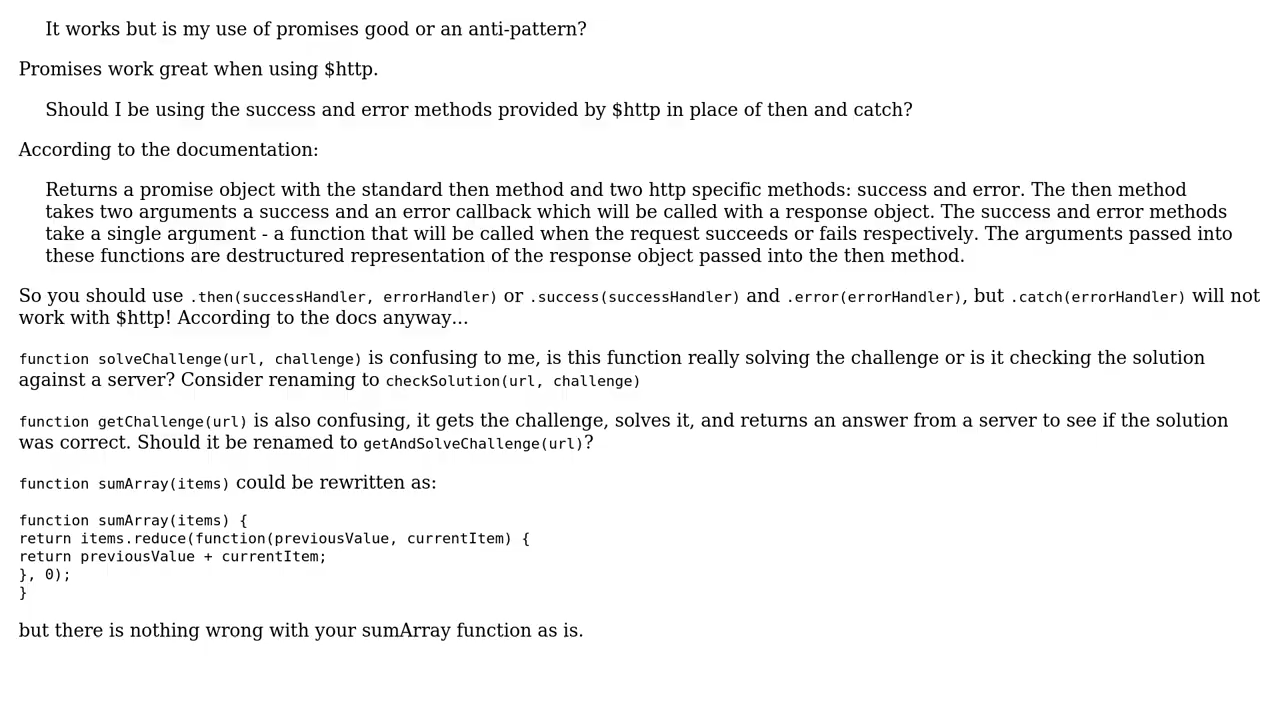 It works but is my use of promises good or an anti-pattern?
Promises work great when using $http.
Should I be using the success and error methods provided by $http in place of then and catch?
According to the documentation:
Returns a promise object with the standard then method and two http specific methods: success and error. The then method
takes two arguments a success and an error callback which will be called with a response object. The success and error methods
take a single argument - a function that will be called when the request succeeds or fails respectively. The arguments passed into
these functions are destructured representation of the response object passed into the then method.
So you should use .then(successHandler, errorHandler) or .success(successHandler) and .error(errorHandler), but .catch(errorHandler) will not
work with $http! According to the docs anyway...
function solveChallenge(url, challenge) is confusing to me, is this function really solving the challenge or is it checking the solution
against a server? Consider renaming to checkSolution(url, challenge)
function getChallenge(url) is also confusing, it gets the challenge, solves it, and returns an answer from a server to see if the solution
was correct. Should it be renamed to getAndSolveChallenge(url)?
function sumArray(items) could be rewritten as:
function sumArray(items) {
return items.reduce(function(previousValue, currentItem) {
return previousValue + currentItem;
}, 0);
}
but there is nothing wrong with your sumArray function as is.